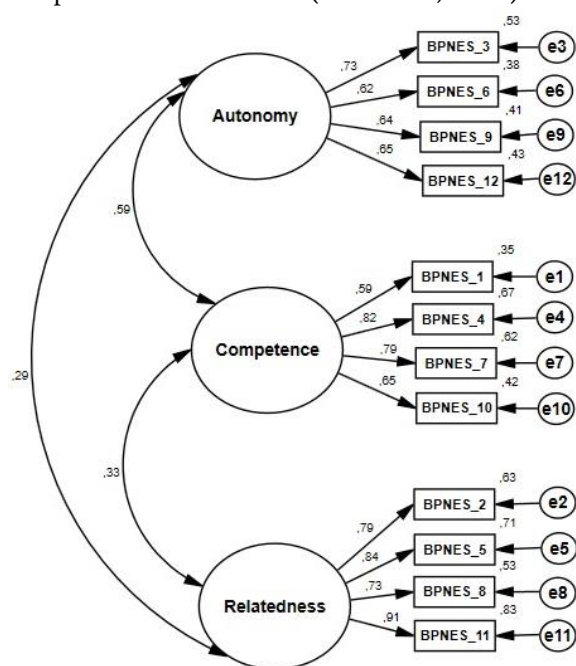 ,53
,73
BPNES_3
e3
,38
,62
BPNES_6
e6
Autonomy
,41
,64
BPNES_9
e9
,43
,65
BPNES_12
e12
,59
,35
,59
BPNES_1
e1
,67
,82
BPNES_4
e4
Competence
,62
,79
BPNES_7
e7
,42
,65
BPNES_10
e10
,29
,33
,63
,79
BPNES_2
e2
,71
,84
BPNES_5
e5
,53
,73
BPNES_8
e8
Relatedness
,83
,91
BPNES_11
e11